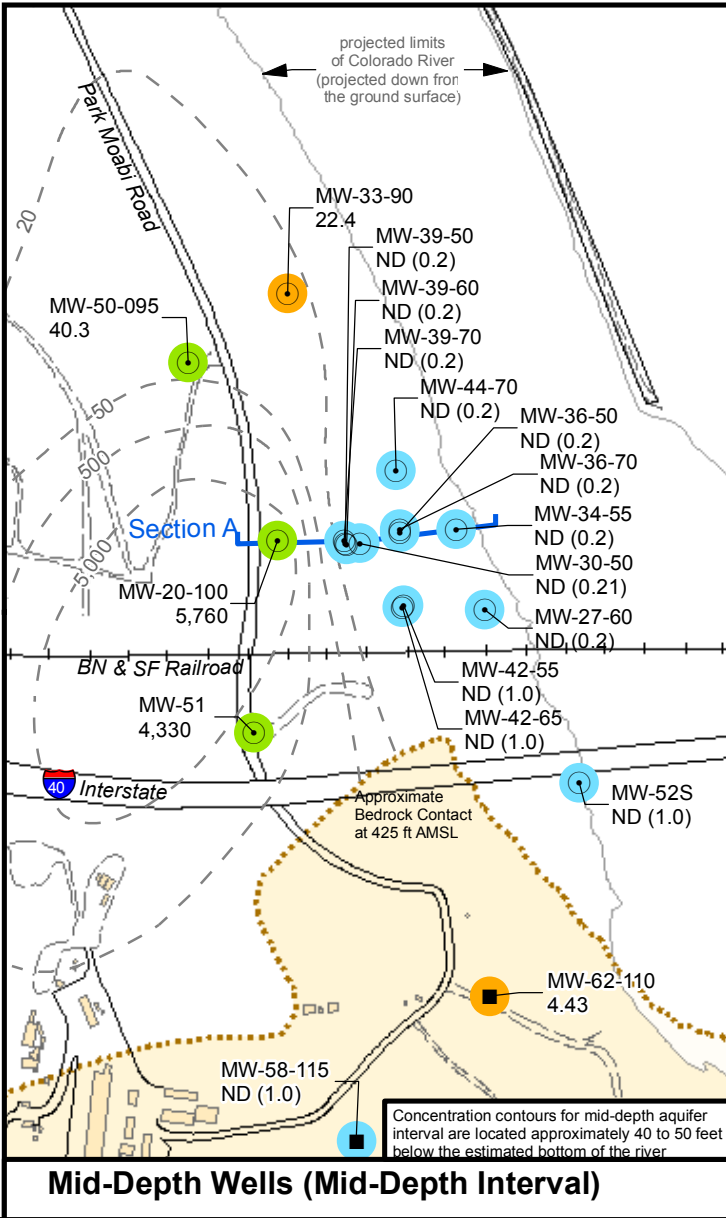 projected limits
of Colorado River
(projected down from
the ground surface)
Park Moabi Road
20
MW-33-90
22.4
MW-39-50
ND (0.2)
MW-39-60
ND (0.2)
MW-39-70
ND (0.2)
MW-50-095
40.3
MW-44-70
ND (0.2)
MW-36-50
ND (0.2)
MW-36-70
ND (0.2)
50
500
5,000
Section A
MW-34-55
ND (0.2)
MW-30-50
ND (0.21)
MW-20-100
5,760
MW-27-60
ND (0.2)
BN & SF Railroad
MW-42-55
ND (1.0)
MW-42-65
ND (1.0)
MW-51
4,330
40
Interstate
Approximate
Bedrock Contact
at 425 ft AMSL
MW-52S
ND (1.0)
MW-62-110
4.43
MW-58-115
ND (1.0)
Concentration contours for mid-depth aquifer
interval are located approximately 40 to 50 feet
below the estimated bottom of the river
Mid-Depth Wells (Mid-Depth Interval)